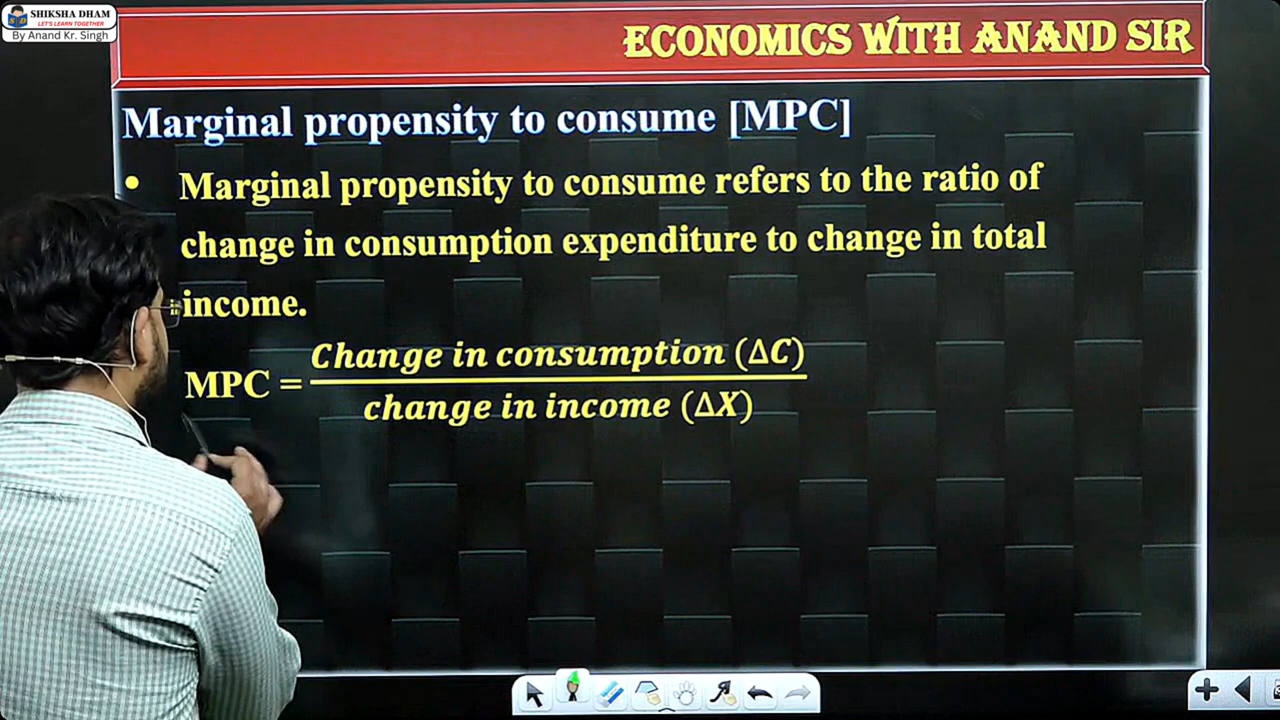 SHIKSHA DHAM
LET'S LEARN TOGETHER
By Anand Kr. Singh
SD
ECONOMICS WITH ANAND SIR
Marginal propensity to consume [MPC]
• Marginal propensity to consume refers to the ratio of
change in consumption expenditure to change in total
income.
MPC = Change in consumption (ΔC)
change in income (ΔX)